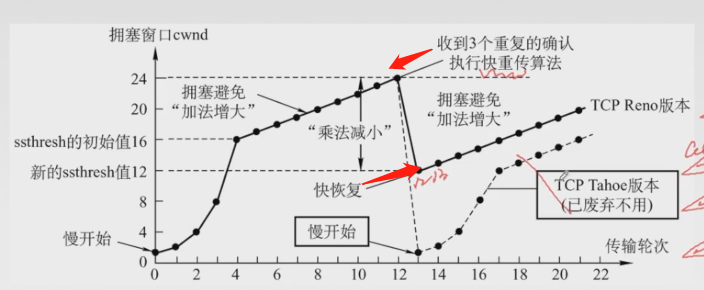 拥塞窗口cwnd
收到3个重复的确认
执行快重传算法
24
拥塞避免
“加法增大”
拥塞避免
“加法增大”
20
TCP Reno版本
ssthresh的初始值16
“乘法减小”
新的ssthresh值12
快恢复
TCP Tahoe版本
(已废弃不用)
8
慢开始
慢开始
4
传输轮次
0
0
2
4
6
8
10
12
14
16
18
20
22